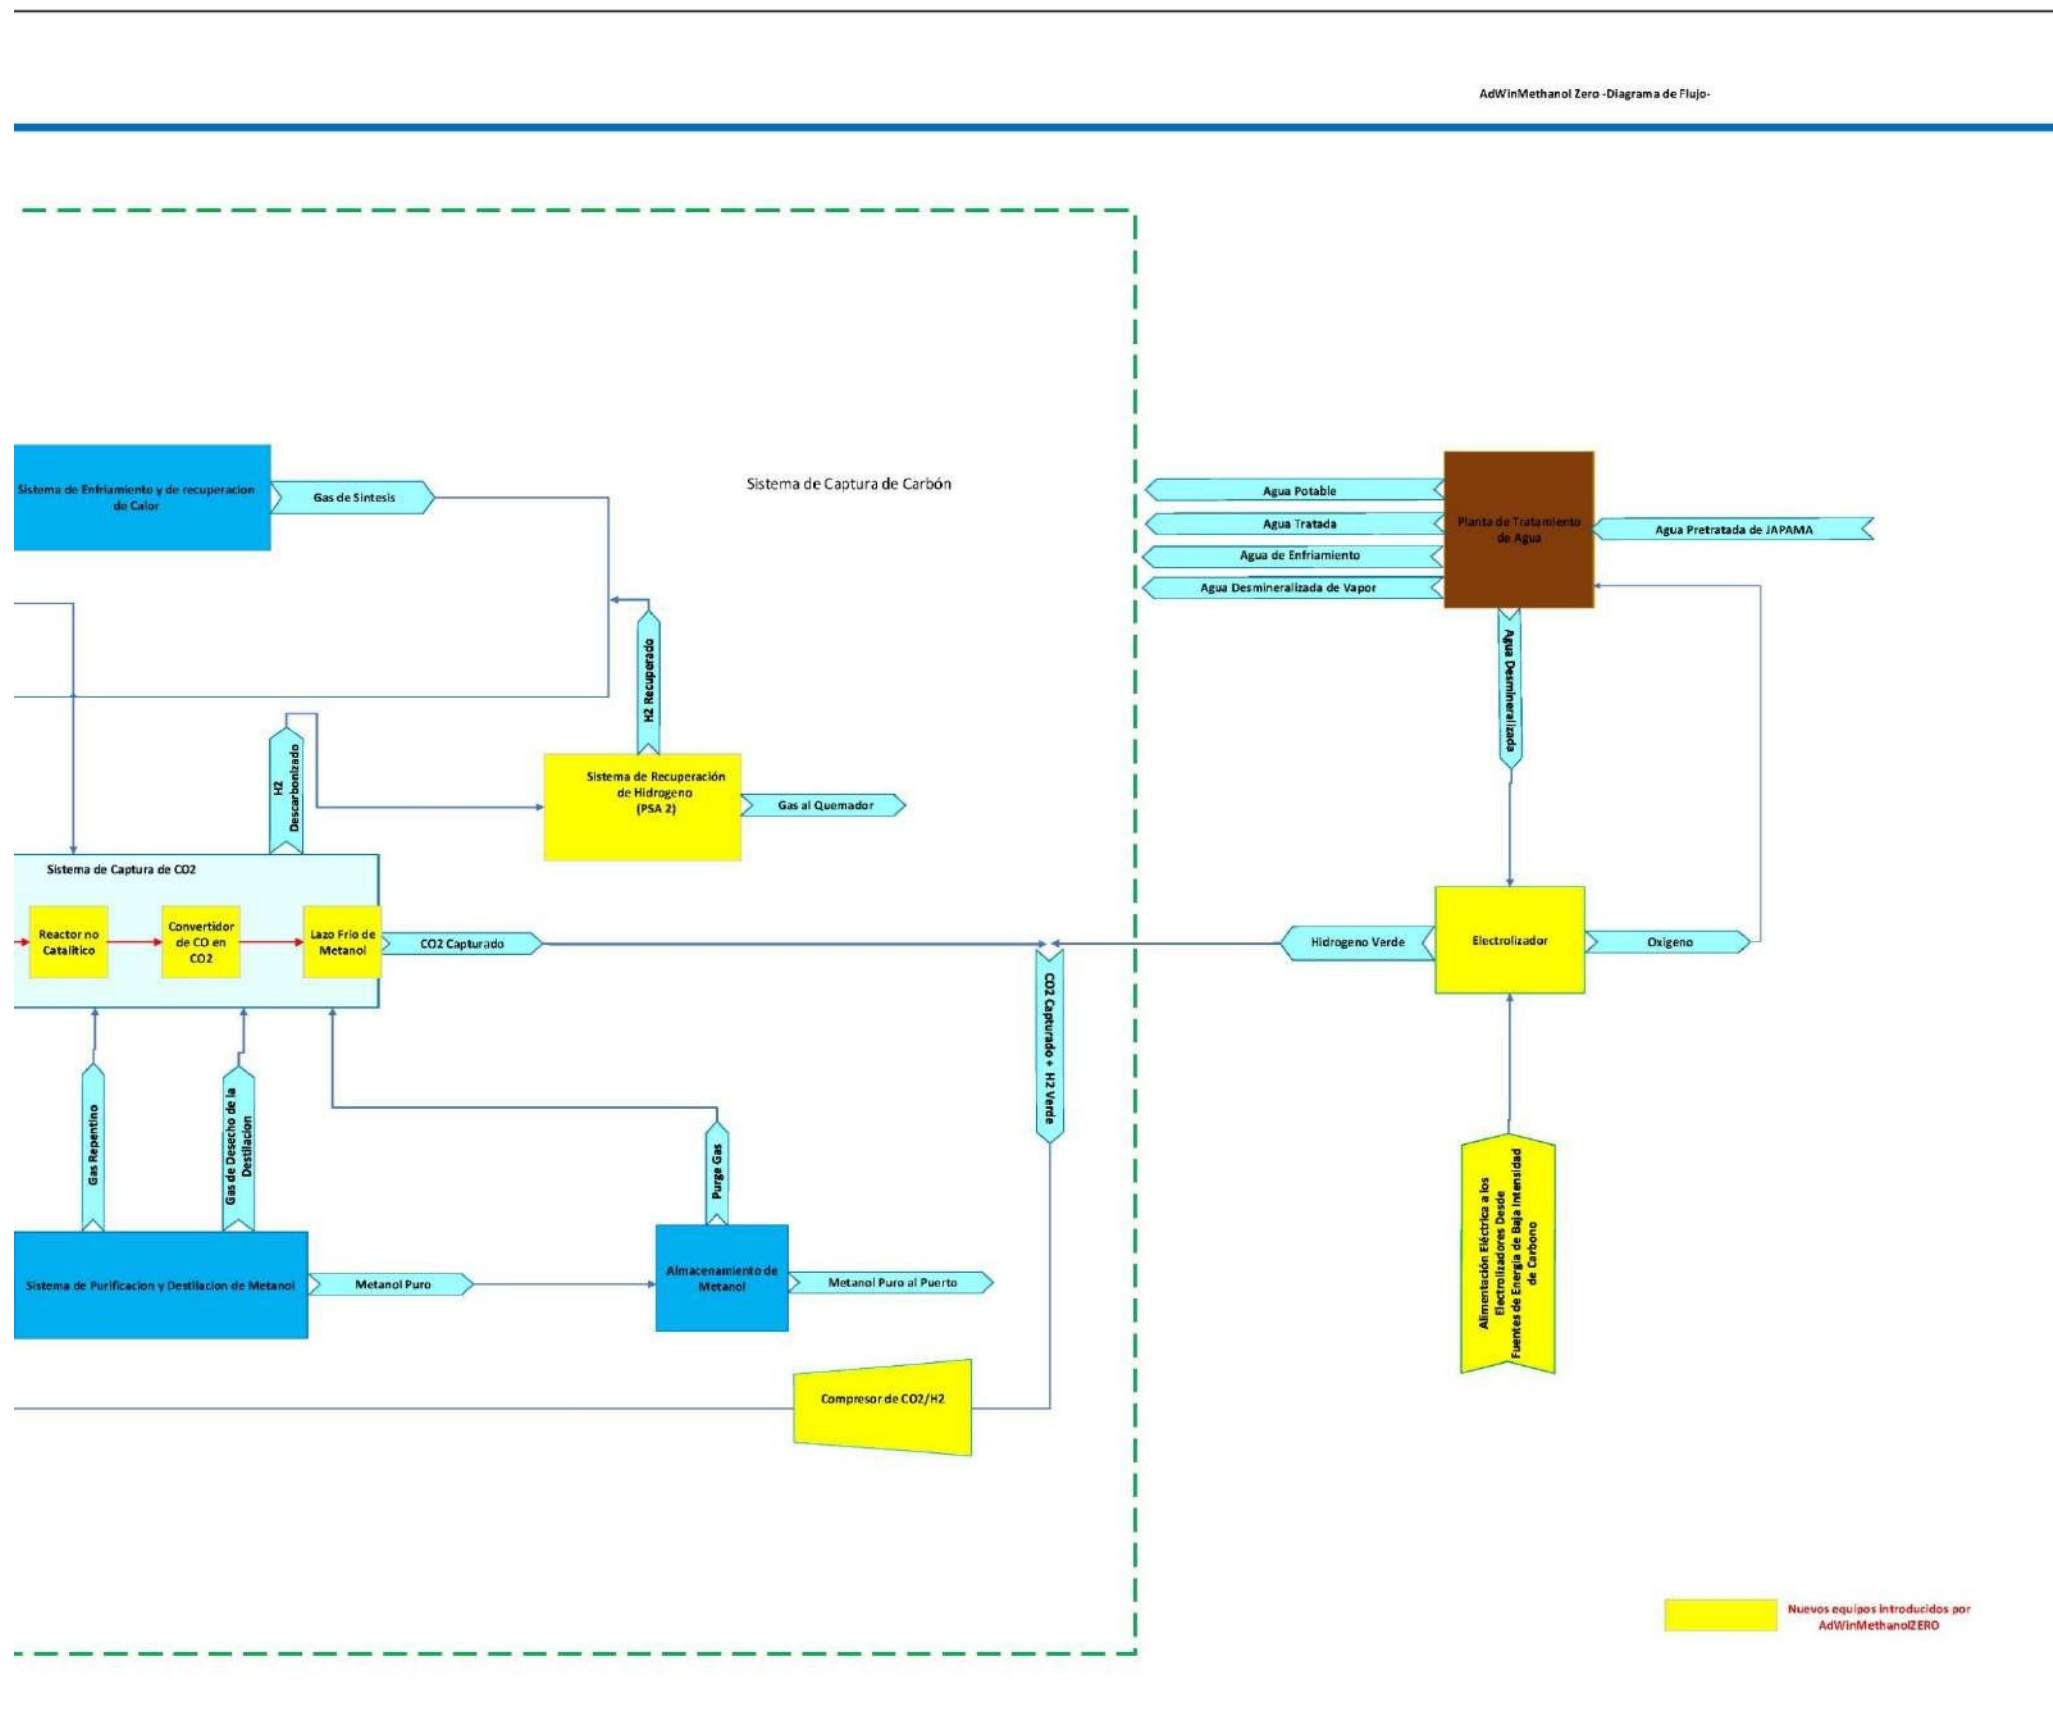 AdWinMethanol Zero -Diagrama de Flujo-
Sistema de Captura de Carbón
Sistema de Enfriamiento y de recuperacion
de Calor
Gas de Sintesis
Agua Potable
Agua Tratada
Agua de Enfriamiento
Agua Desmineralizada de Vapor
Planta de Tratamiento
de Agua
Agua Pretratada de JAPAMA
H2 Recuperado
Agua Desmineralizada
H2
Descarbonizado
Sistema de Recuperación
de Hidrogeno
(PSA 2)
Gas al Quemador
Sistema de Captura de CO2
Reactor no
Catalitico
Convertidor
de CO en
CO2
Lazo Frio de
Metanol
CO2 Capturado
Hidrogeno Verde
Electrolizador
Oxigeno
CO2 Capturado + H2 Verde
Gas Repentino
Gas de Desecho de la
Destilacion
Purge Gas
Alimentación Eléctrica a los
Electrolizadores Desde
Fuentes de Energia de Baja Intensidad
de Carbono
Sistema de Purificacion y Destilacion de Metanol
Metanol Puro
Almacenamiento de
Metanol
Metanol Puro al Puerto
Compresor de CO2/H2
Nuevos equipos introducidos por
AdWinMethanolZERO